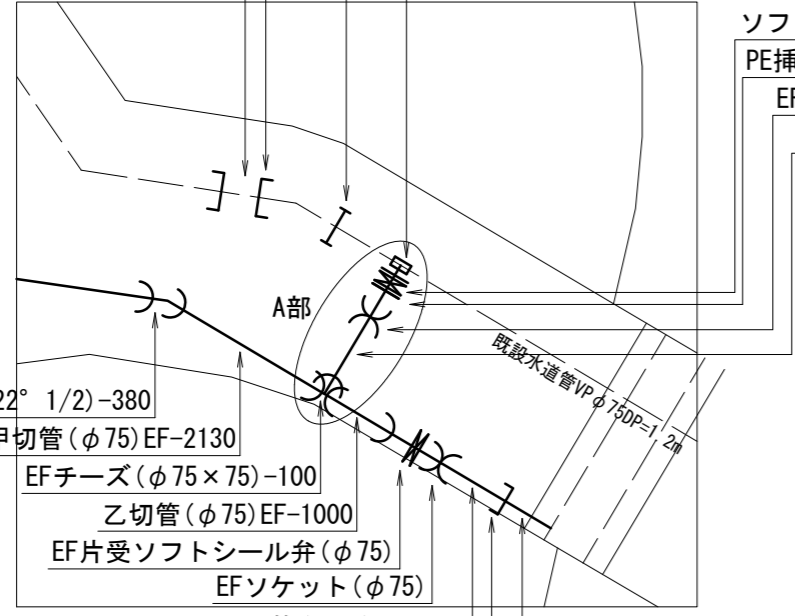 ソフ
PE挿
EF
A部
既設水道管VPφ75DP=1.2m
22° 1/2)-380
甲切管(φ75)EF-2130
EFチーズ(φ75×75)-100
乙切管(φ75)EF-1000
EF片受ソフトシール弁(φ75)
EFソケット(φ75)